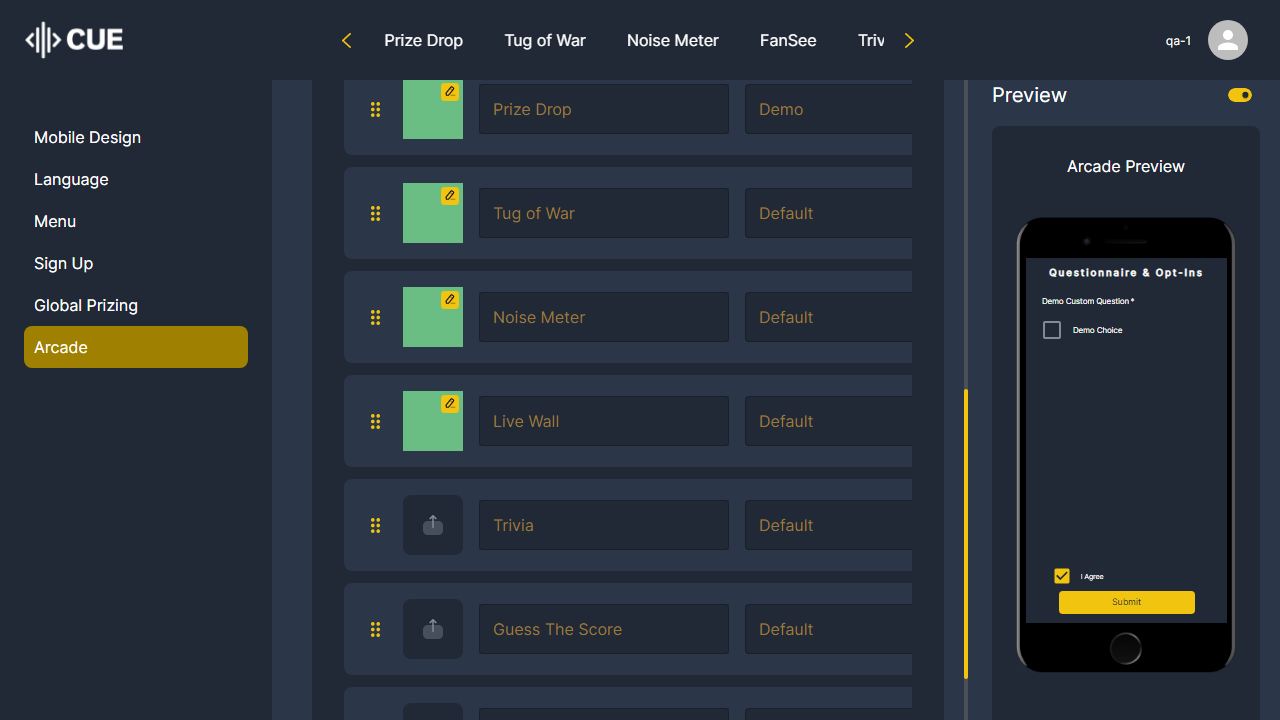 CUE
Prize Drop
Tug of War
Noise Meter
FanSee
Triv
qa-1
Mobile Design
Language
Menu
Sign Up
Global Prizing
Arcade
Prize Drop
Demo
Tug of War
Default
Noise Meter
Default
Live Wall
Default
Trivia
Default
Guess The Score
Default
Preview
Arcade Preview
Questionnaire & Opt-Ins
Demo Custom Question *
Demo Choice
I Agree
Submit